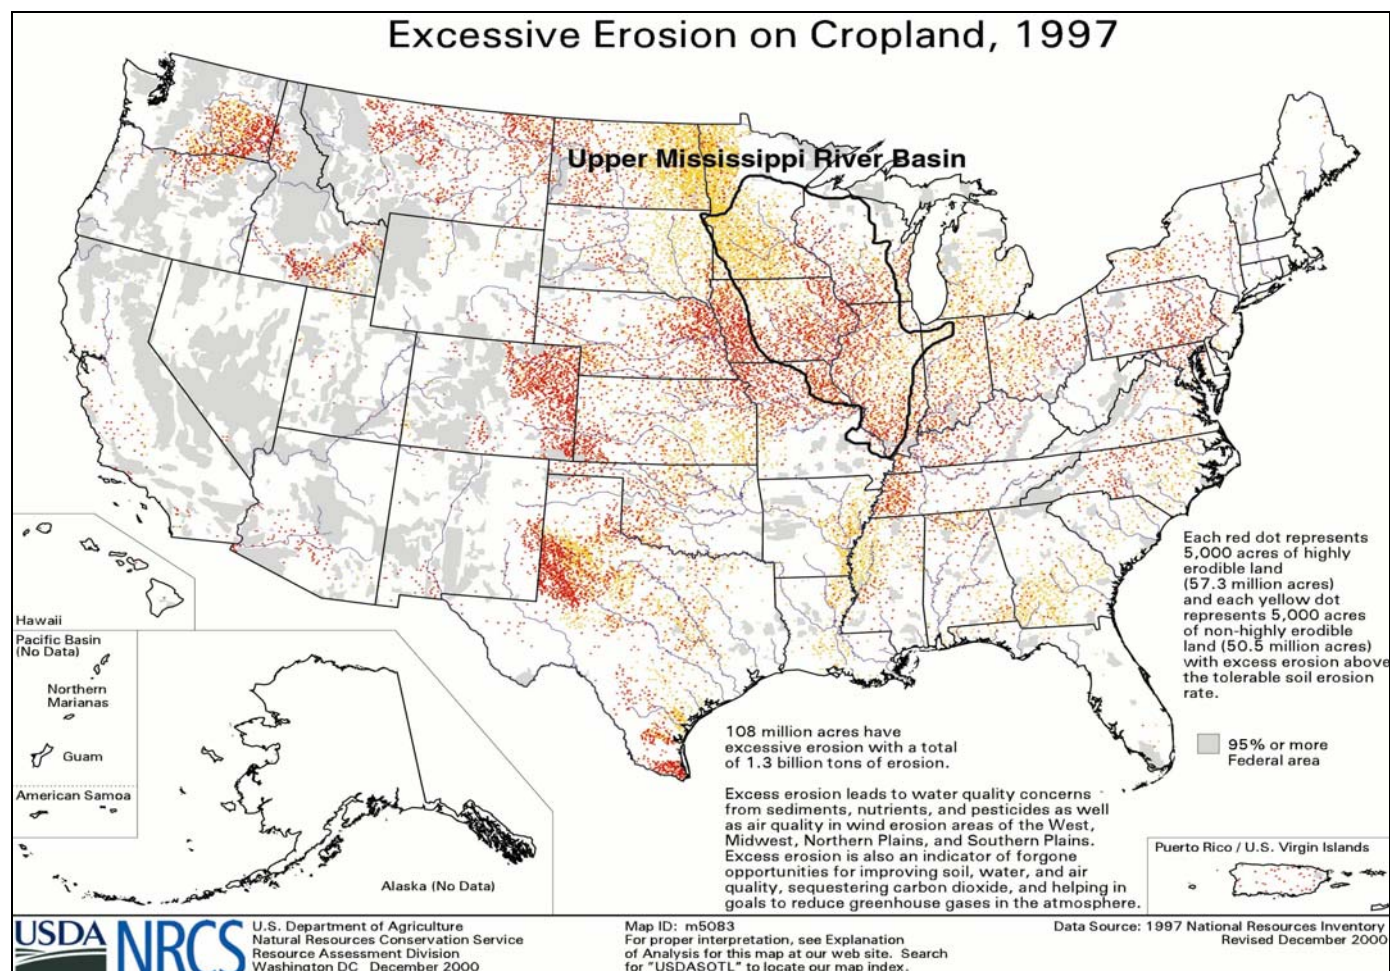 Excessive Erosion on Cropland, 1997
Upper Mississippi River Basin
Each red dot represents
5,000 acres of highly
erodible land
(57.3 million acres)
and each yellow dot
represents 5,000 acres
of non-highly erodible
land (50.5 million acres)
with excess erosion above
the tolerable soil erosion
rate.
95% or more
Federal area
Hawaii
Pacific Basin
(No Data)
Northern
Marianas
Guam
American Samoa
Alaska (No Data)
108 million acres have
excessive erosion with a total
of 1.3 billion tons of erosion.
Excess erosion leads to water quality concerns
from sediments, nutrients, and pesticides as well
as air quality in wind erosion areas of the West,
Midwest, Northern Plains, and Southern Plains.
Excess erosion is also an indicator of forgone
opportunities for improving soil, water, and air
quality, sequestering carbon dioxide, and helping in
goals to reduce greenhouse gases in the atmosphere.
Puerto Rico / U.S. Virgin Islands
USDA NRCS
U.S. Department of Agriculture
Natural Resources Conservation Service
Resource Assessment Division
Washington DC December 2000
Map ID: m5083
For proper interpretation, see Explanation
of Analysis for this map at our web site. Search
for "USDASOTL" to locate our map index.
Data Source: 1997 National Resources Inventory
Revised December 2000